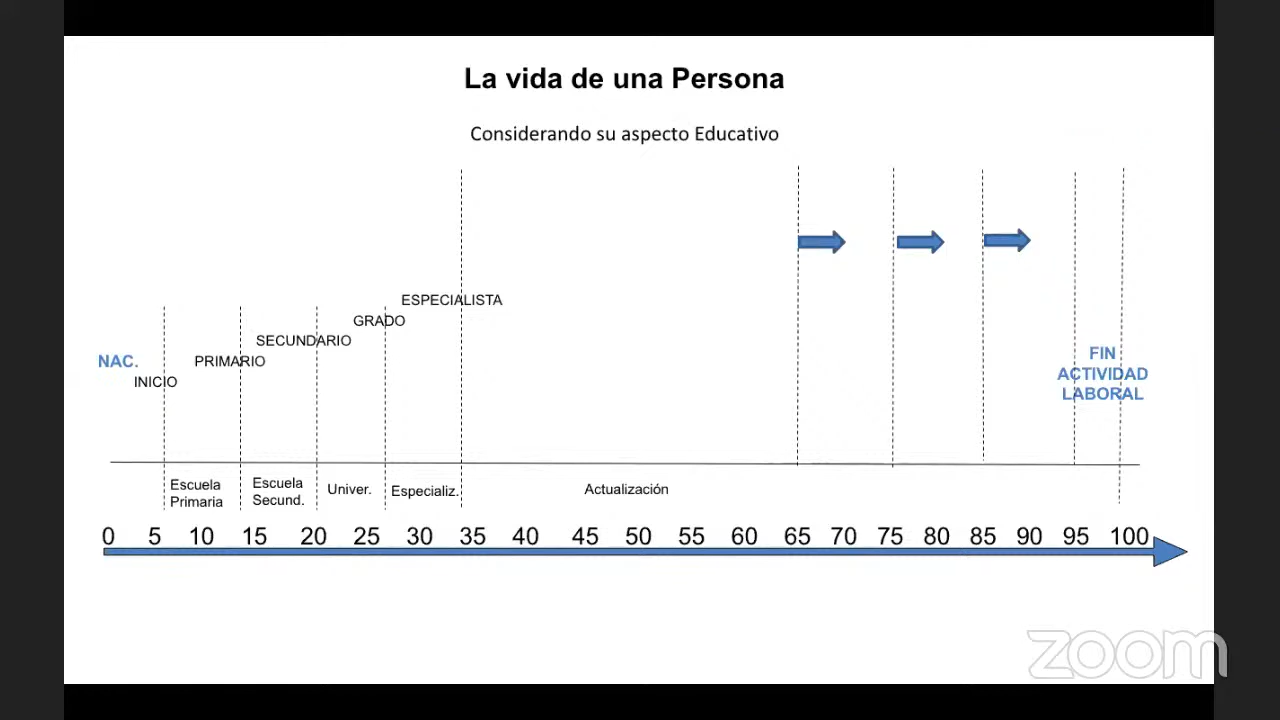 La vida de una Persona
Considerando su aspecto Educativo
ESPECIALISTA
GRADO
SECUNDARIO
NAC.
PRIMARIO
INICIO
FIN
ACTIVIDAD
LABORAL
Escuela
Primaria
Escuela
Secund.
Univer.
Especializ.
Actualización
0 5 10 15 20 25 30 35 40 45 50 55 60 65 70 75 80 85 90 95 100
zoom